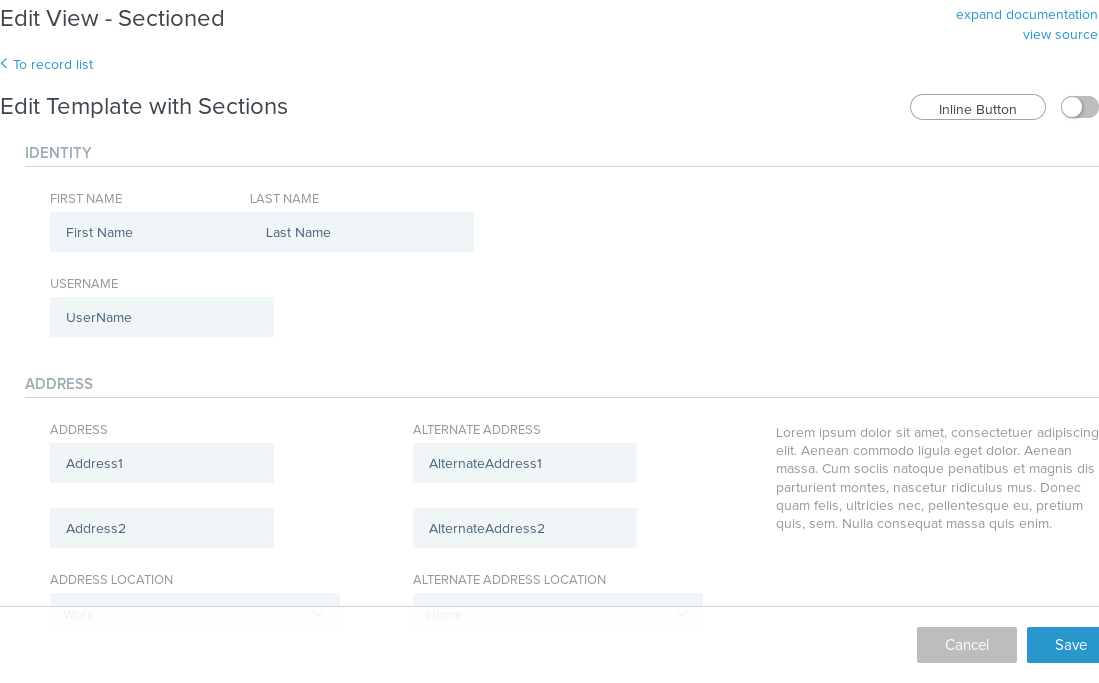 Edit View - Sectioned
expand documentation
view source
To record list
Edit Template with Sections
Inline Button
IDENTITY
FIRST NAME
LAST NAME
First Name
Last Name
USERNAME
UserName
ADDRESS
ADDRESS
ALTERNATE ADDRESS
Address1
AlternateAddress1
Address2
AlternateAddress2
Lorem ipsum dolor sit amet, consectetuer adipiscing
elit. Aenean commodo ligula eget dolor. Aenean
massa. Cum sociis natoque penatibus et magnis dis
parturient montes, nascetur ridiculus mus. Donec
quam felis, ultricies nec, pellentesque eu, pretium
quis, sem. Nulla consequat massa quis enim.
ADDRESS LOCATION
ALTERNATE ADDRESS LOCATION
Work
Home
Cancel
Save